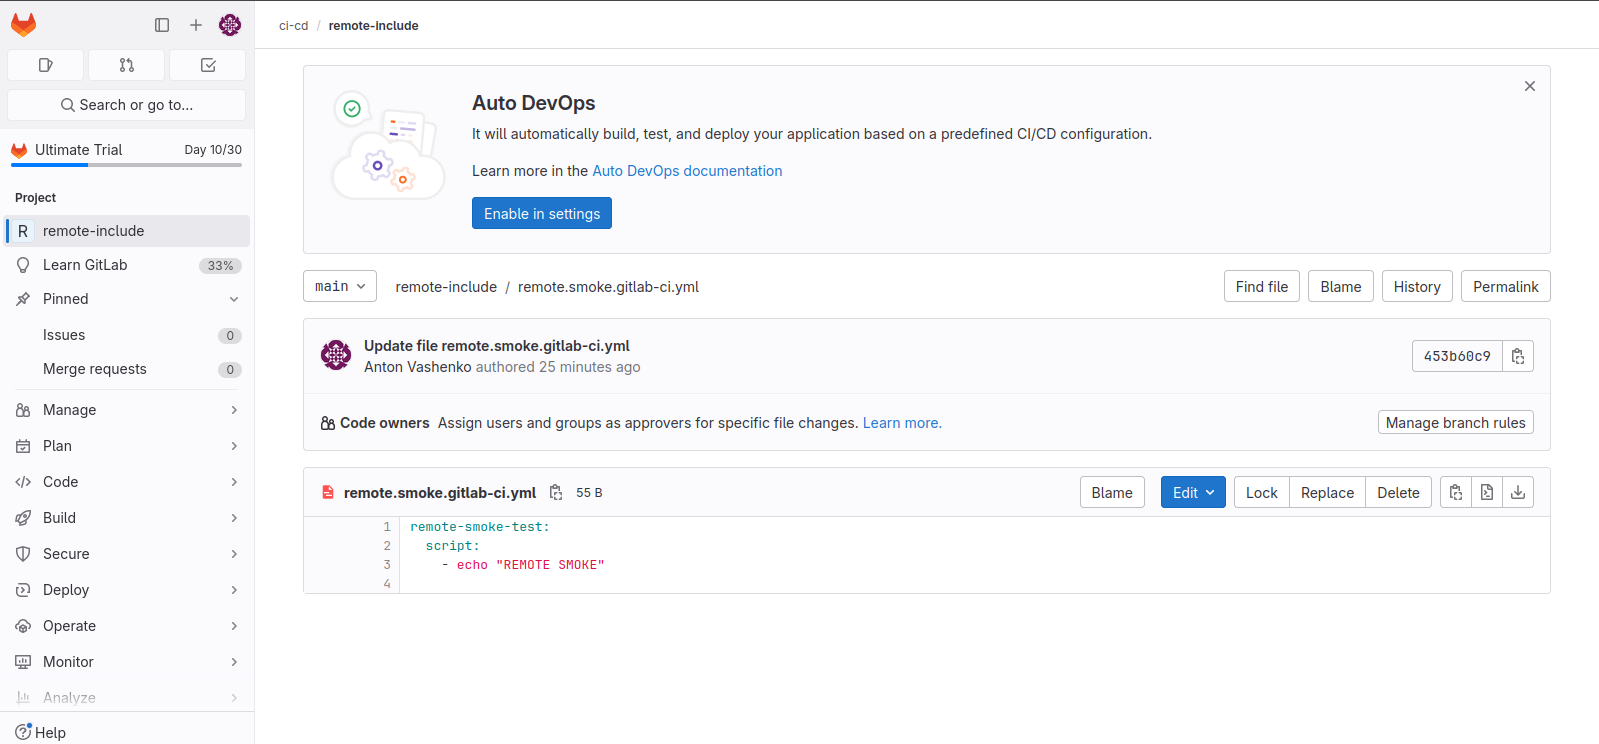 ci-cd / remote-include
Search or go to...
Ultimate Trial Day 10/30
Project
R remote-include
Learn GitLab 33%
Pinned
Issues 0
Merge requests 0
Manage
Plan
Code
Build
Secure
Deploy
Operate
Monitor
Analyze
Help
Auto DevOps
It will automatically build, test, and deploy your application based on a predefined CI/CD configuration.
Learn more in the Auto DevOps documentation
Enable in settings
main remote-include / remote.smoke.gitlab-ci.yml Find file Blame History Permalink
Update file remote.smoke.gitlab-ci.yml
Anton Vashenko authored 25 minutes ago
453b60c9
Code owners Assign users and groups as approvers for specific file changes. Learn more. Manage branch rules
remote.smoke.gitlab-ci.yml 55 B Blame Edit Lock Replace Delete
1 remote-smoke-test:
2 script:
3 - echo "REMOTE SMOKE"
4